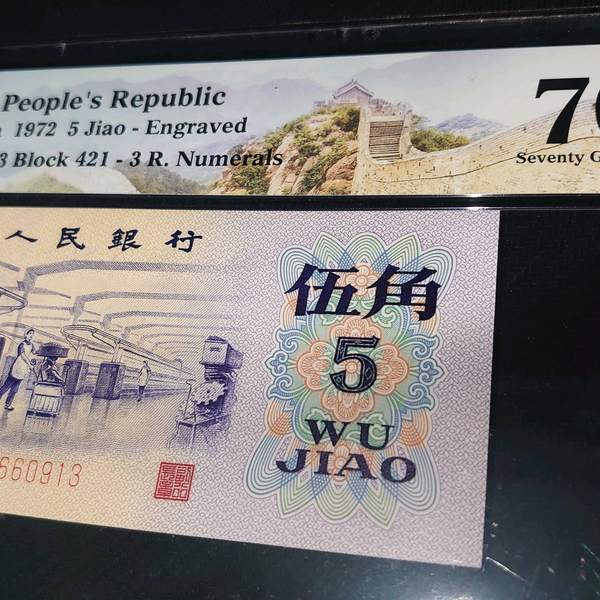 People's Republic
1972 5 Jiao - Engraved
3 Block 421 - 3 R. Numerals
Seventy
人民銀行
伍角
5
WU
JIAO
660913